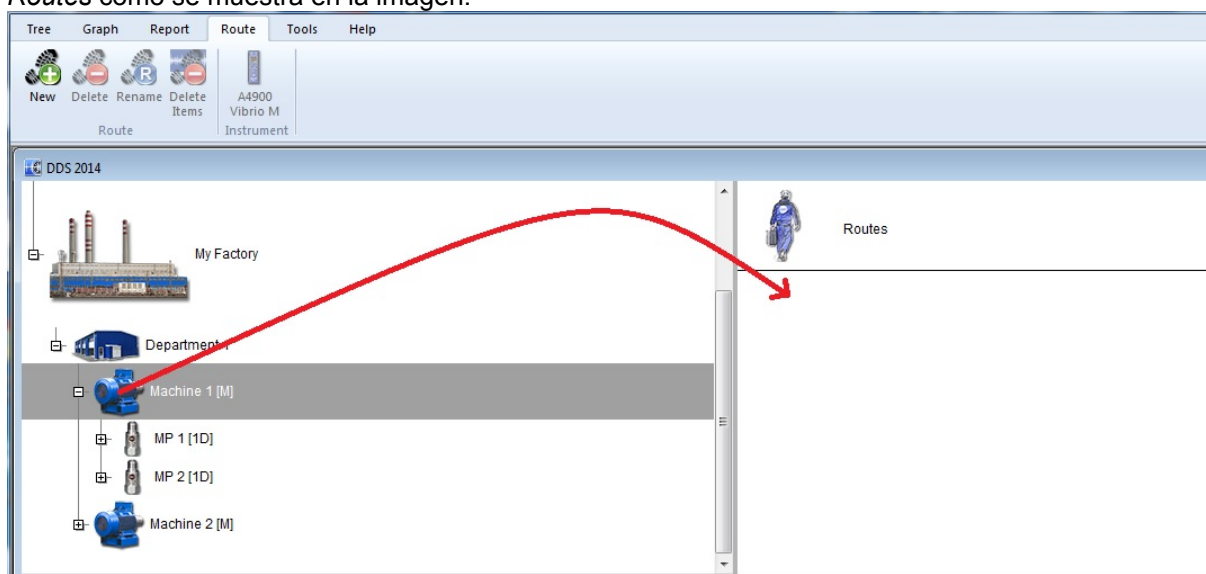 Routes como se muestra en la imagen.
Tree Graph Report Route Tools Help
New Delete Rename Delete Items A4900 Vibrio M
Route Instrument
DDS 2014
My Factory
Routes
Department
Machine 1 [M]
MP 1 [1D]
MP 2 [1D]
Machine 2 [M]